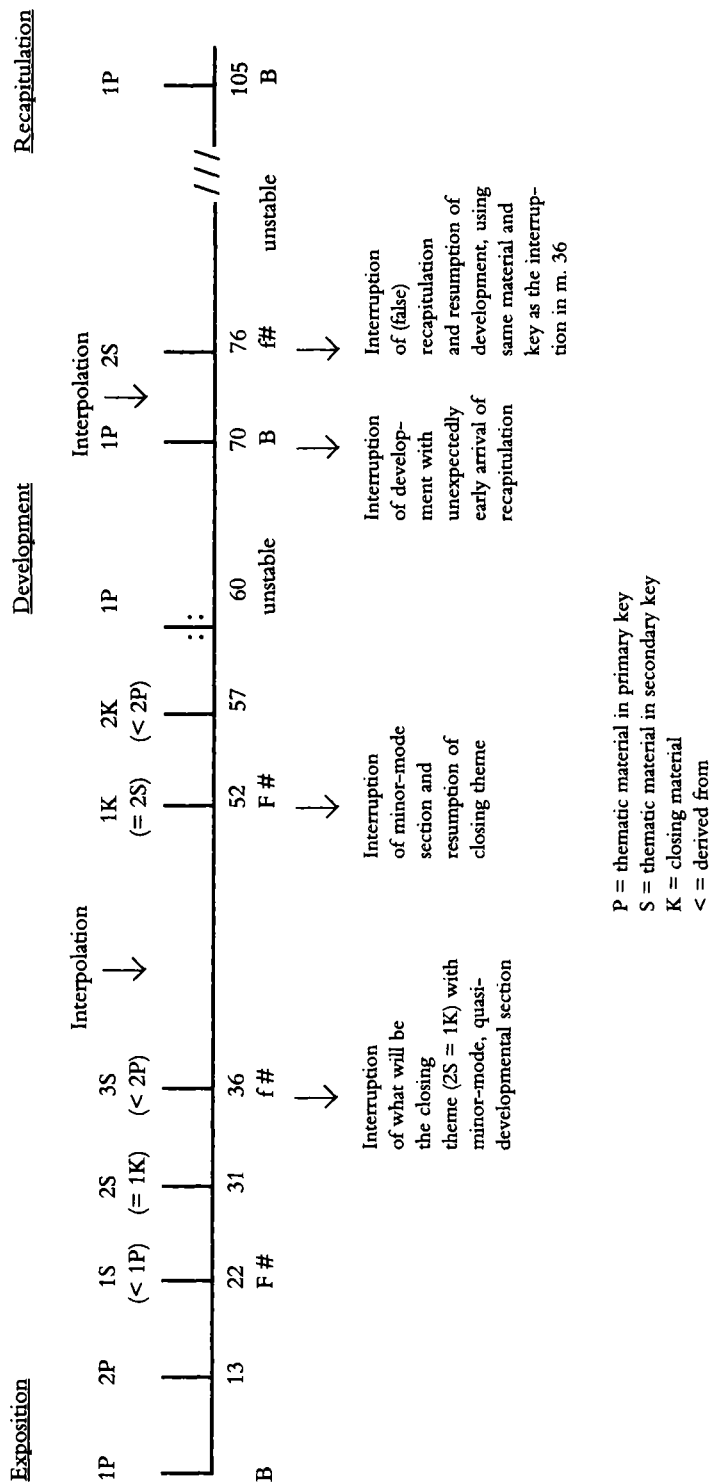 Exposition
Development
Recapitulation
Interpolation
Interpolation
1P
2P
1S
2S
3S
1K
2K
1P
1P
2S
1P
(< 1P)
(= 1K)
(< 2P)
(= 2S)
(< 2P)
13
22
31
36
52
57
60
70
76
105
B
F#
f#
F#
unstable
B
f#
unstable
B
Interruption
of what will be
the closing
theme (2S = 1K) with
minor-mode, quasi-
developmental section
Interruption
of minor-mode
section and
resumption of
closing theme
Interruption
of develop-
ment with
unexpectedly
early arrival of
recapitulation
Interruption
of (false)
recapitulation
and resumption of
development, using
same material and
key as the interrup-
tion in m. 36
P = thematic material in primary key
S = thematic material in secondary key
K = closing material
< = derived from